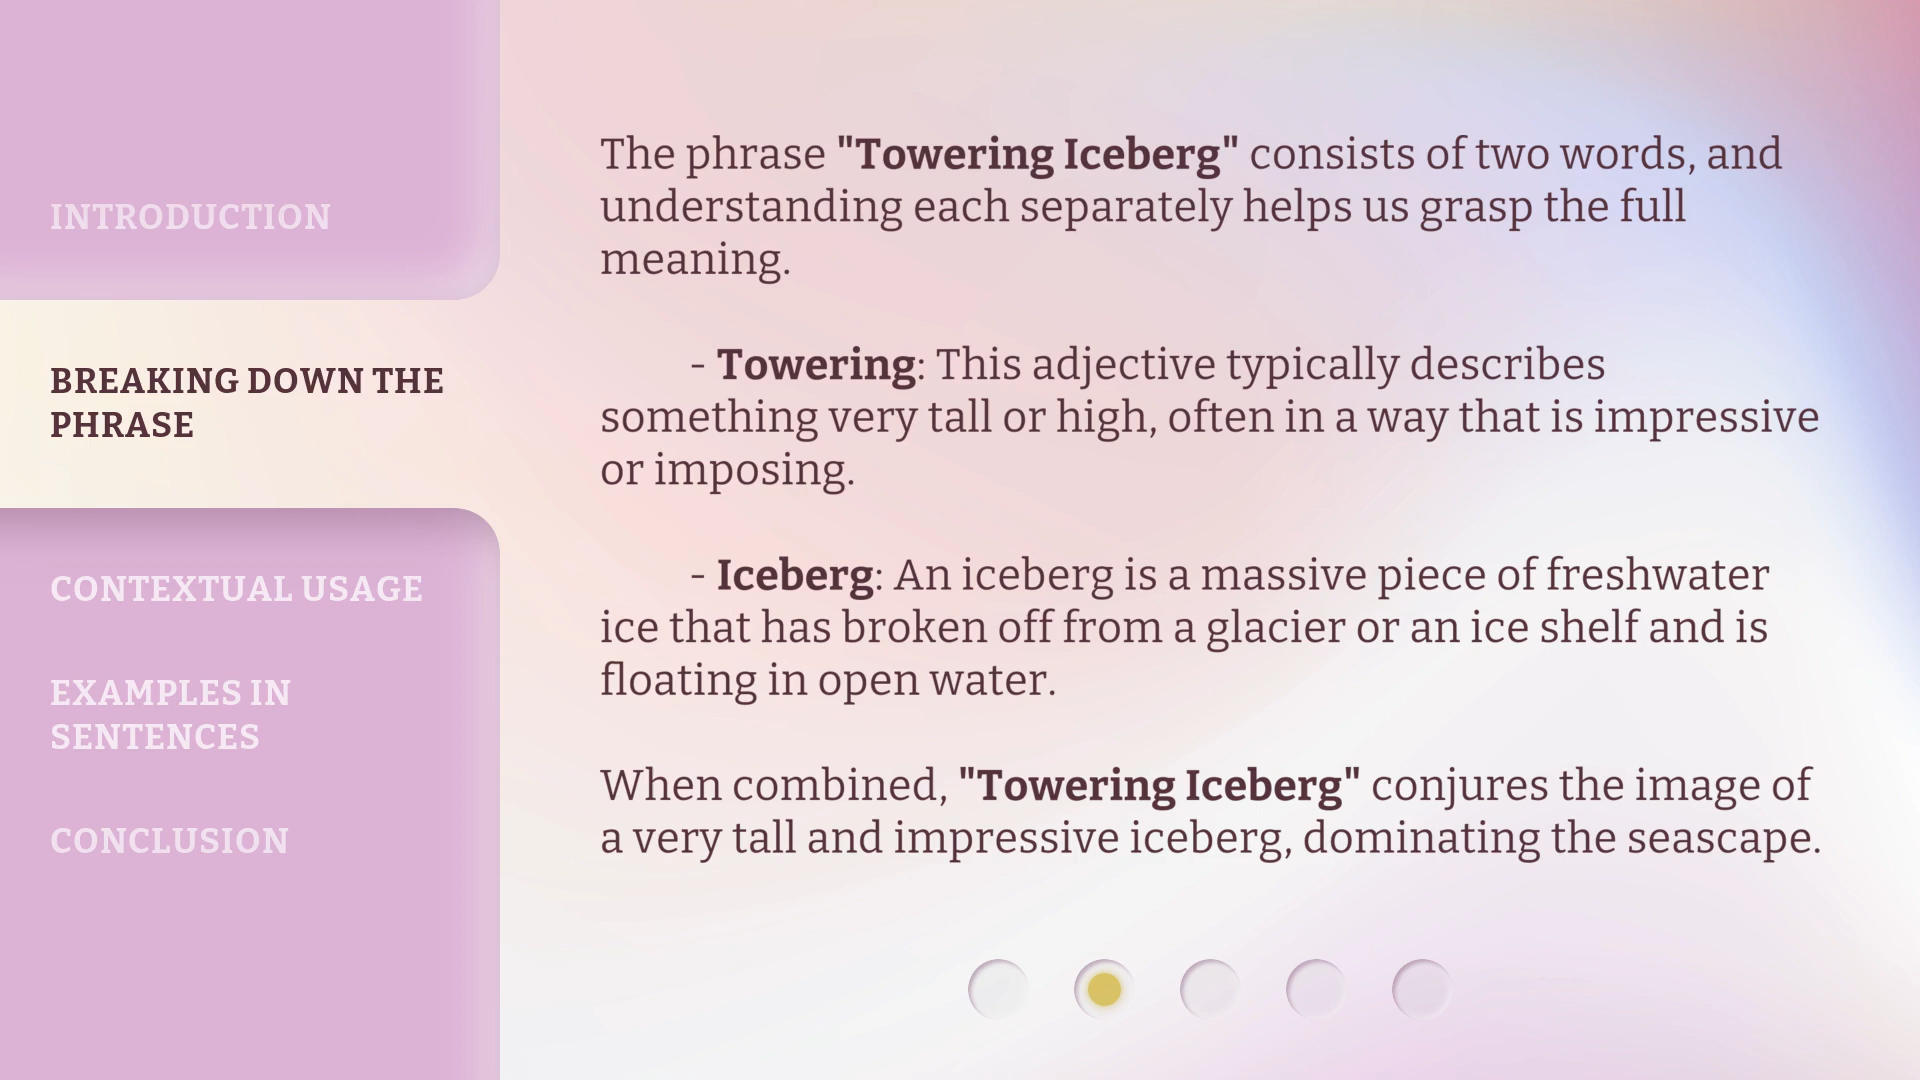 INTRODUCTION
BREAKING DOWN THE
PHRASE
CONTEXTUAL USAGE
EXAMPLES IN
SENTENCES
CONCLUSION
The phrase "Towering Iceberg" consists of two words, and
understanding each separately helps us grasp the full
meaning.
- Towering: This adjective typically describes
something very tall or high, often in a way that is impressive
or imposing.
- Iceberg: An iceberg is a massive piece of freshwater
ice that has broken off from a glacier or an ice shelf and is
floating in open water.
When combined, "Towering Iceberg" conjures the image of
a very tall and impressive iceberg, dominating the seascape.